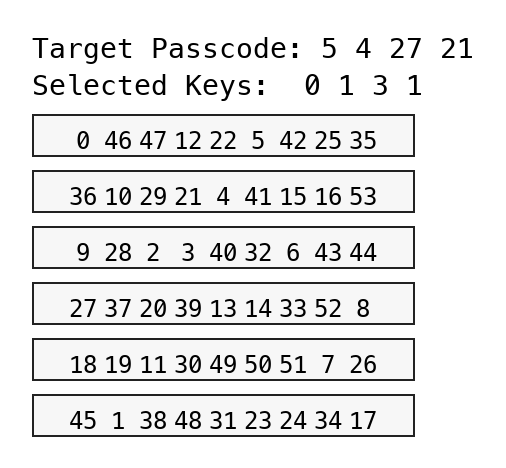 Target Passcode: 5 4 27 21
Selected Keys: 0 1 3 1
0 46 47 12 22 5 42 25 35
36 10 29 21 4 41 15 16 53
9 28 2 3 40 32 6 43 44
27 37 20 39 13 14 33 52 8
18 19 11 30 49 50 51 7 26
45 1 38 48 31 23 24 34 17